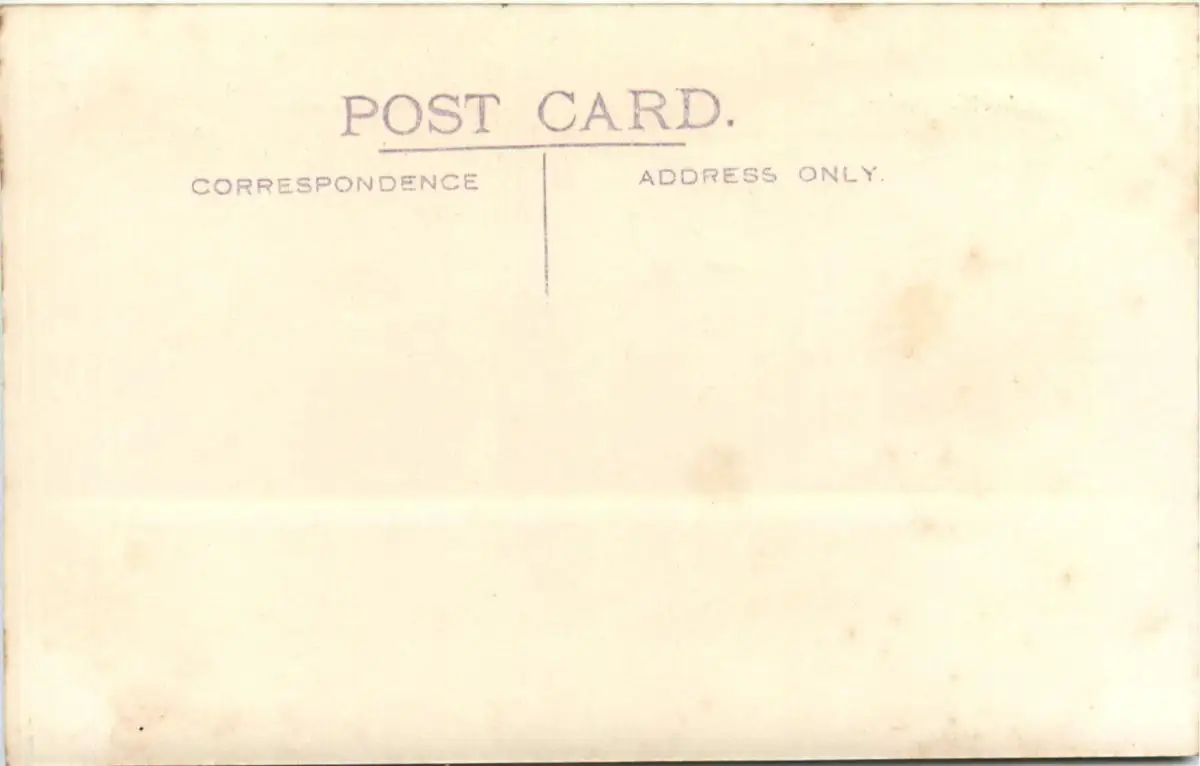 POST CARD.
CORRESPONDENCE
ADDRESS ONLY.